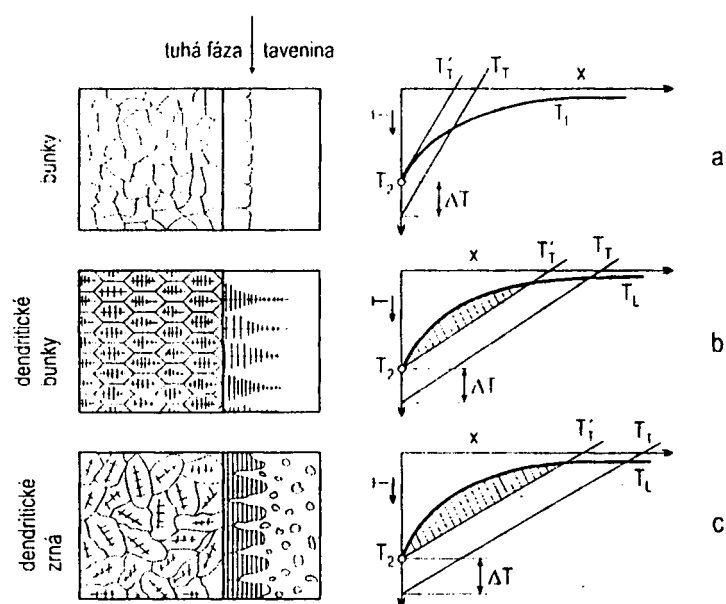 tuhá fáza tavenina
bunky
T'T TT x
TL
T2
ΔT
a
dendritické
bunky
x T'T TT
T
TL
T2
ΔT
b
dendritické
zrná
x T'T TT
TL
T2
ΔT
c